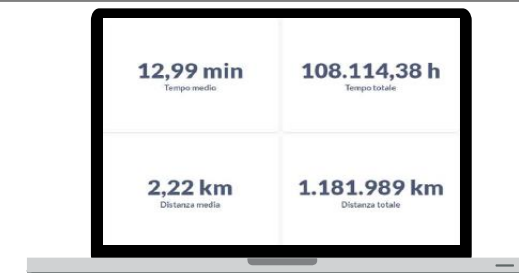 12,99 min
Tempo medio
108.114,38 h
Tempo totale
2,22 km
Distanza media
1.181.989 km
Distanza totale